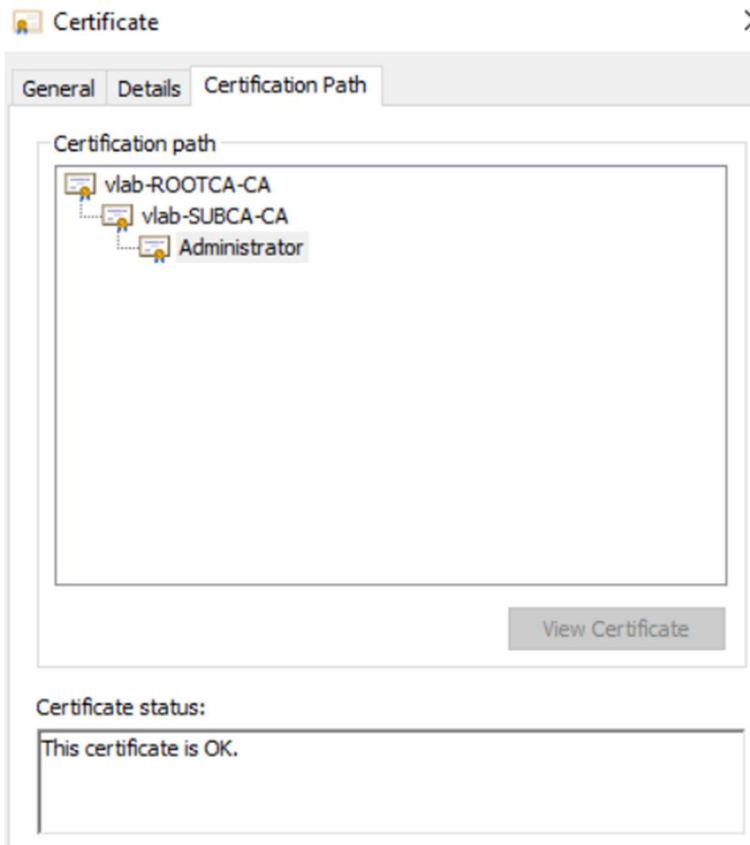 Certificate
General Details Certification Path
Certification path
vlab-ROOTCA-CA
vlab-SUBCA-CA
Administrator
View Certificate
Certificate status:
This certificate is OK.